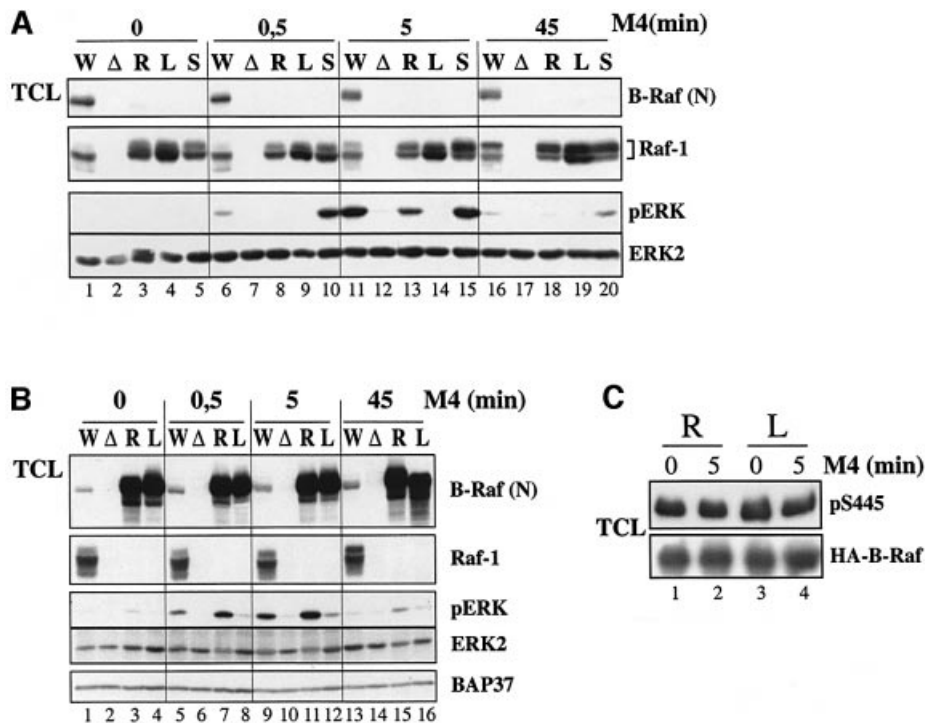 A
0 0,5 5 45 M4(min)
W Δ R L S W Δ R L S W Δ R L S W Δ R L S
TCL
B-Raf (N)
Raf-1
pERK
ERK2
1 2 3 4 5 6 7 8 9 10 11 12 13 14 15 16 17 18 19 20
B
0 0,5 5 45 M4 (min)
W Δ R L W Δ R L W Δ R L W Δ R L
TCL
B-Raf (N)
Raf-1
pERK
ERK2
BAP37
1 2 3 4 5 6 7 8 9 10 11 12 13 14 15 16
C
R L
0 5 0 5 M4 (min)
pS445
TCL
HA-B-Raf
1 2 3 4